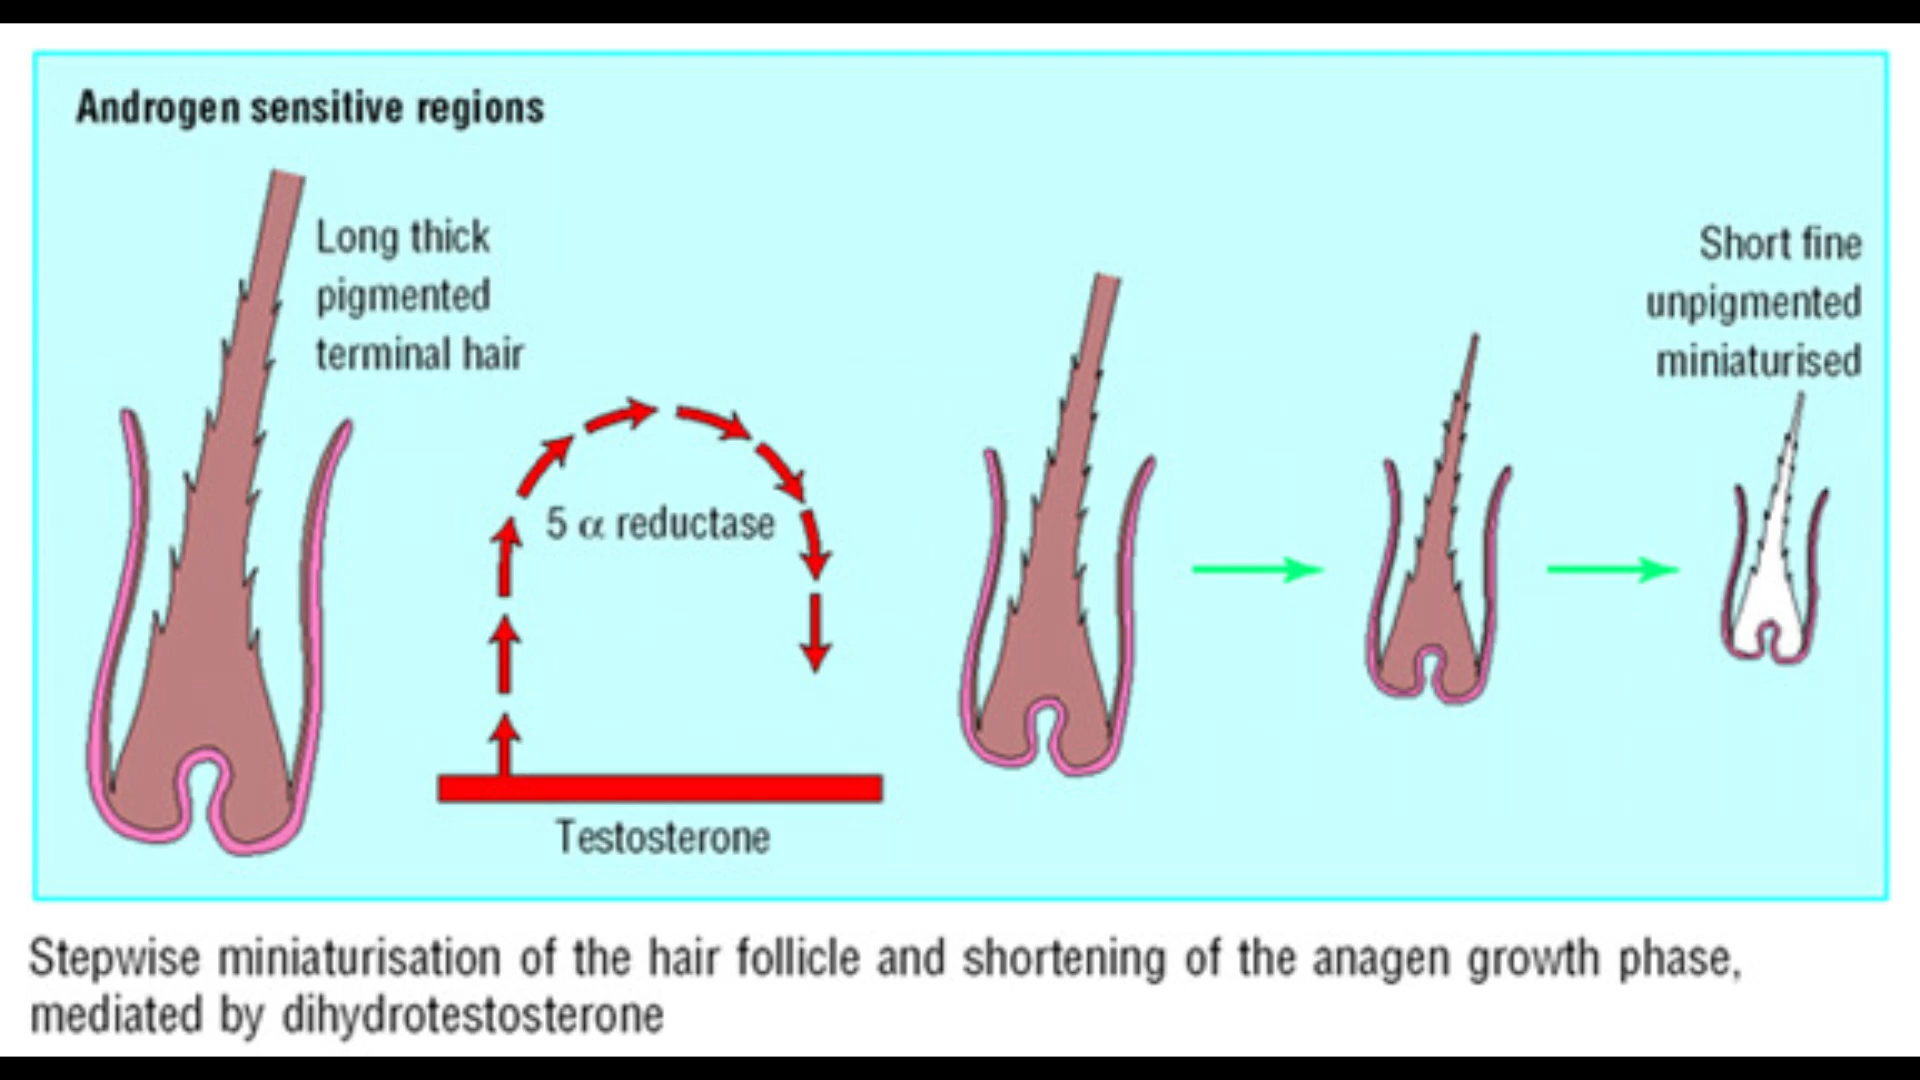 Androgen sensitive regions
Long thick
pigmented
terminal hair
5 α reductase
Testosterone
Short fine
unpigmented
miniaturised
Stepwise miniaturisation of the hair follicle and shortening of the anagen growth phase,
mediated by dihydrotestosterone